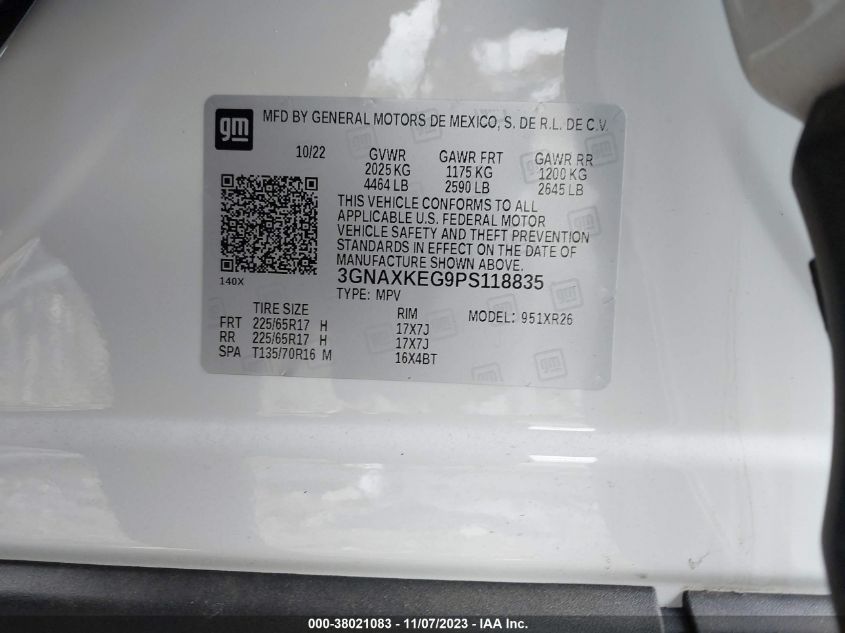 gm MFD BY GENERAL MOTORS DE MEXICO, S. DE R.L. DE C.V.
10/22 GVWR GAWR FRT GAWR RR
2025 KG 1175 KG 1200 KG
4464 LB 2590 LB 2645 LB
THIS VEHICLE CONFORMS TO ALL
APPLICABLE U.S. FEDERAL MOTOR
VEHICLE SAFETY AND THEFT PREVENTION
STANDARDS IN EFFECT ON THE DATE OF
MANUFACTURE SHOWN ABOVE.
140X 3GNAXKEG9PS118835
TYPE: MPV
TIRE SIZE RIM MODEL: 951XR26
FRT 225/65R17 H 17X7J
RR 225/65R17 H 17X7J
SPA T135/70R16 M 16X4BT
000-38021083 - 11/07/2023 - IAA Inc.